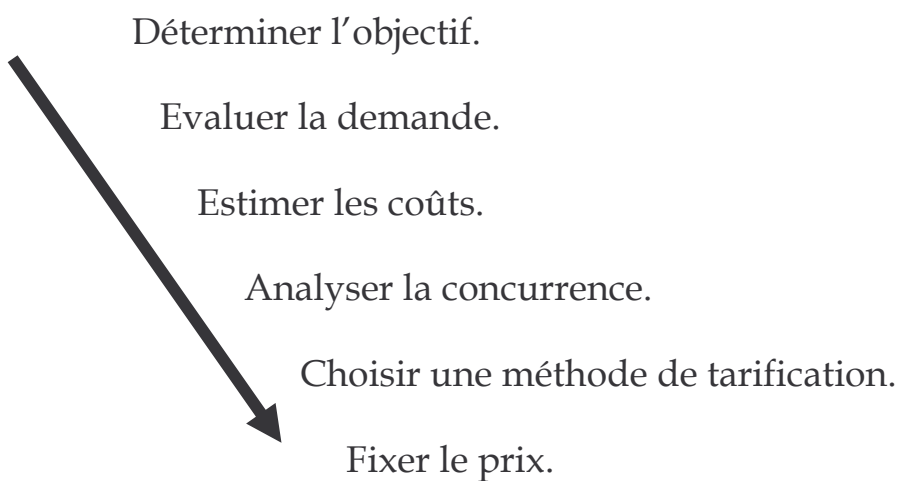 Déterminer l’objectif.
Evaluer la demande.
Estimer les coûts.
Analyser la concurrence.
Choisir une méthode de tarification.
Fixer le prix.